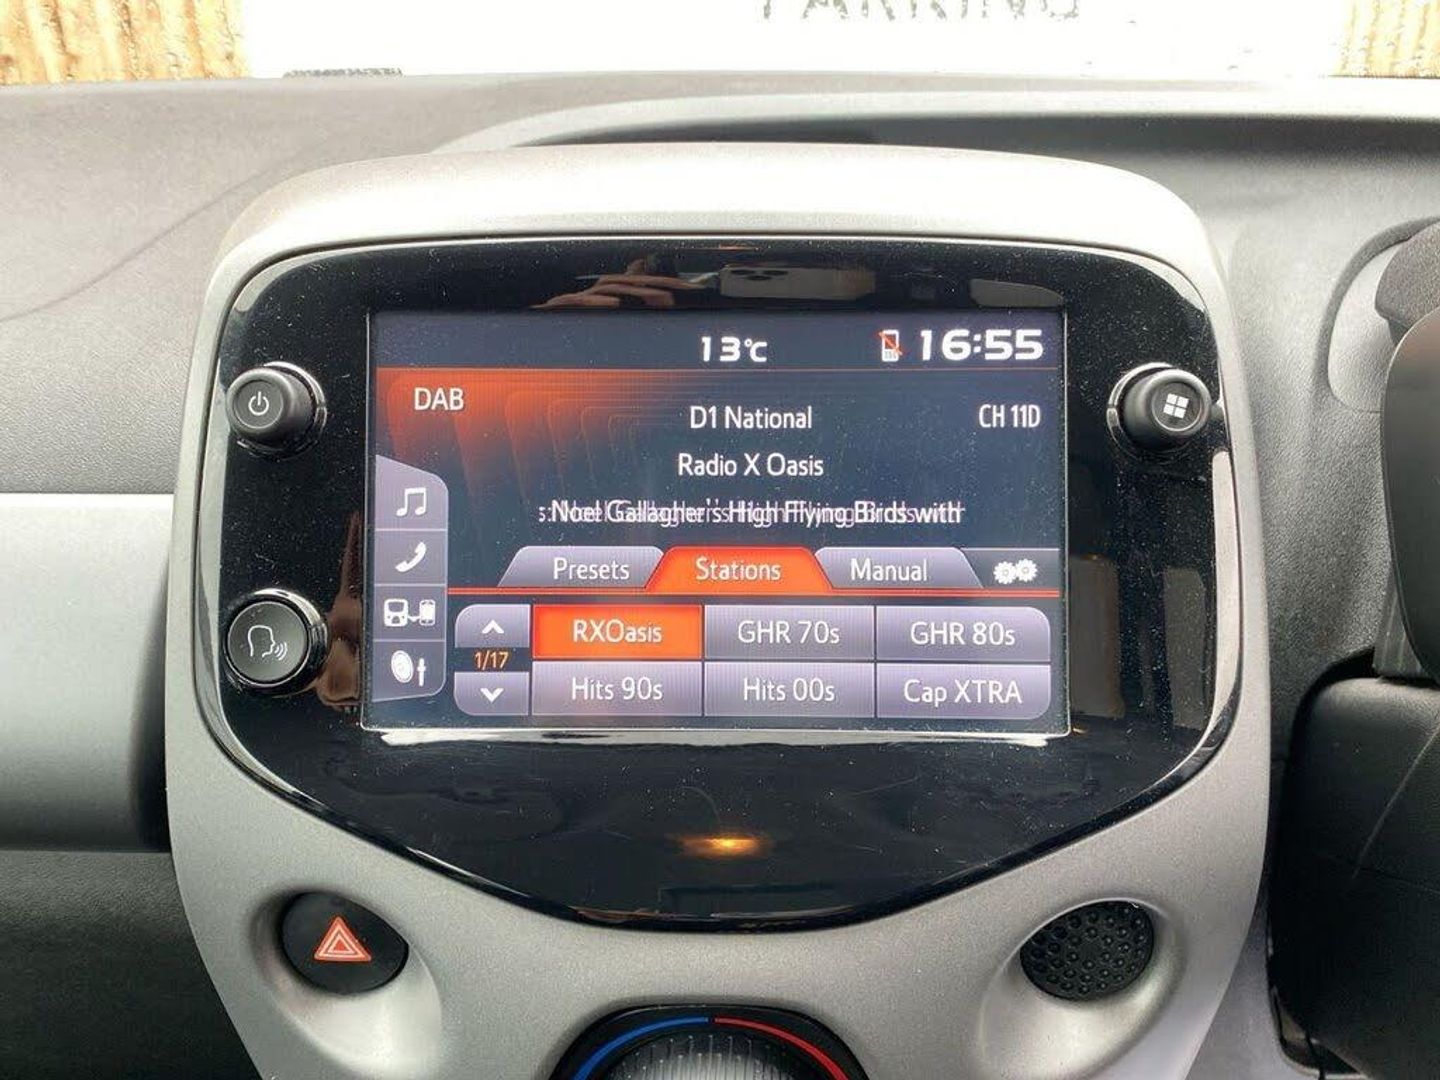 PARKING
13°C 16:55
DAB
D1 National CH 11D
Radio X Oasis
s: Noel Gallagher's High Flying Birds with
Presets Stations Manual
RXOasis GHR 70s GHR 80s
1/17
Hits 90s Hits 00s Cap XTRA